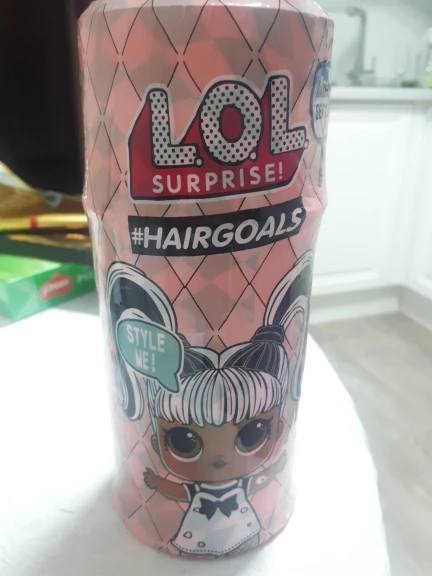 L.O.L.
SURPRISE!
#HAIRGOALS
STYLE
ME!